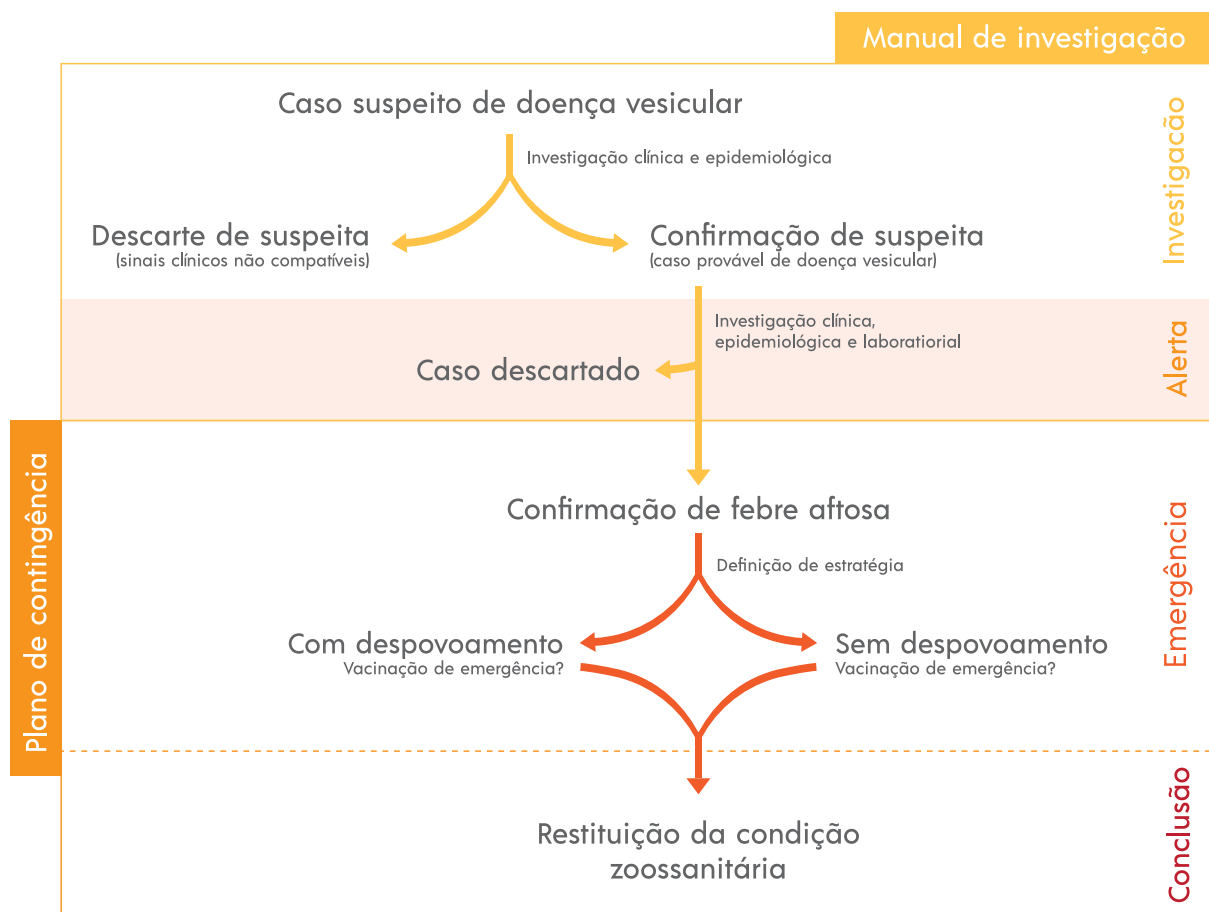 Manual de investigação
Caso suspeito de doença vesicular
Investigação clínica e epidemiológica
Descarte de suspeita
(sinais clínicos não compatíveis)
Confirmação de suspeita
(caso provável de doença vesicular)
Investigacão
Investigação clínica,
epidemiológica e laboratiorial
Caso descartado
Alerta
Plano de contingência
Confirmação de febre aftosa
Definição de estratégia
Com despovoamento
Vacinação de emergência?
Sem despovoamento
Vacinação de emergência?
Emergência
Restituição da condição
zoossanitária
Conclusão